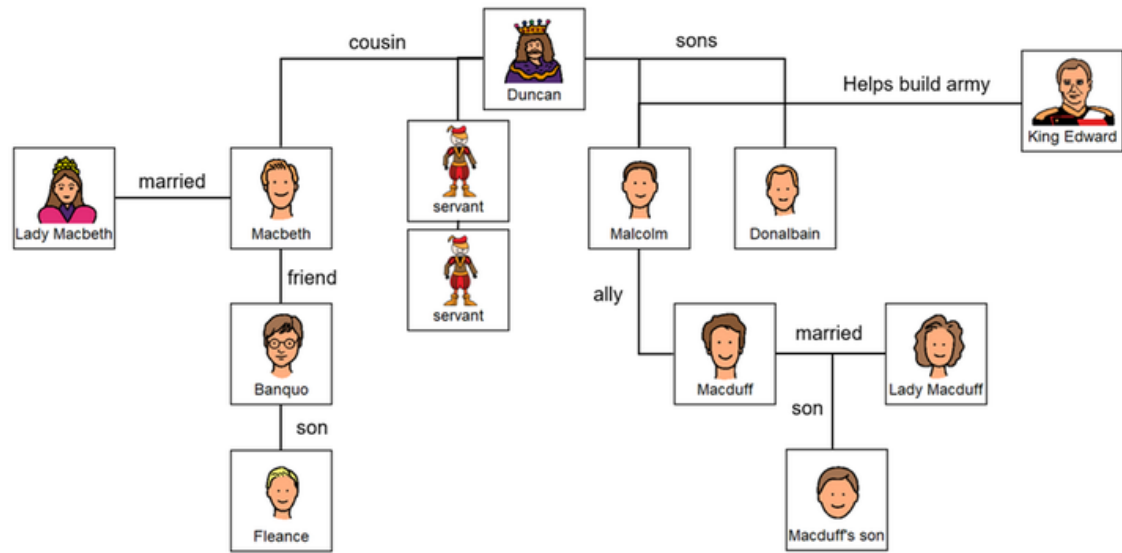 cousin
sons
Duncan
Helps build army
King Edward
married
servant
Lady Macbeth
Macbeth
Malcolm
Donalbain
friend
ally
servant
married
Banquo
Macduff
Lady Macduff
son
son
Fleance
Macduff's son